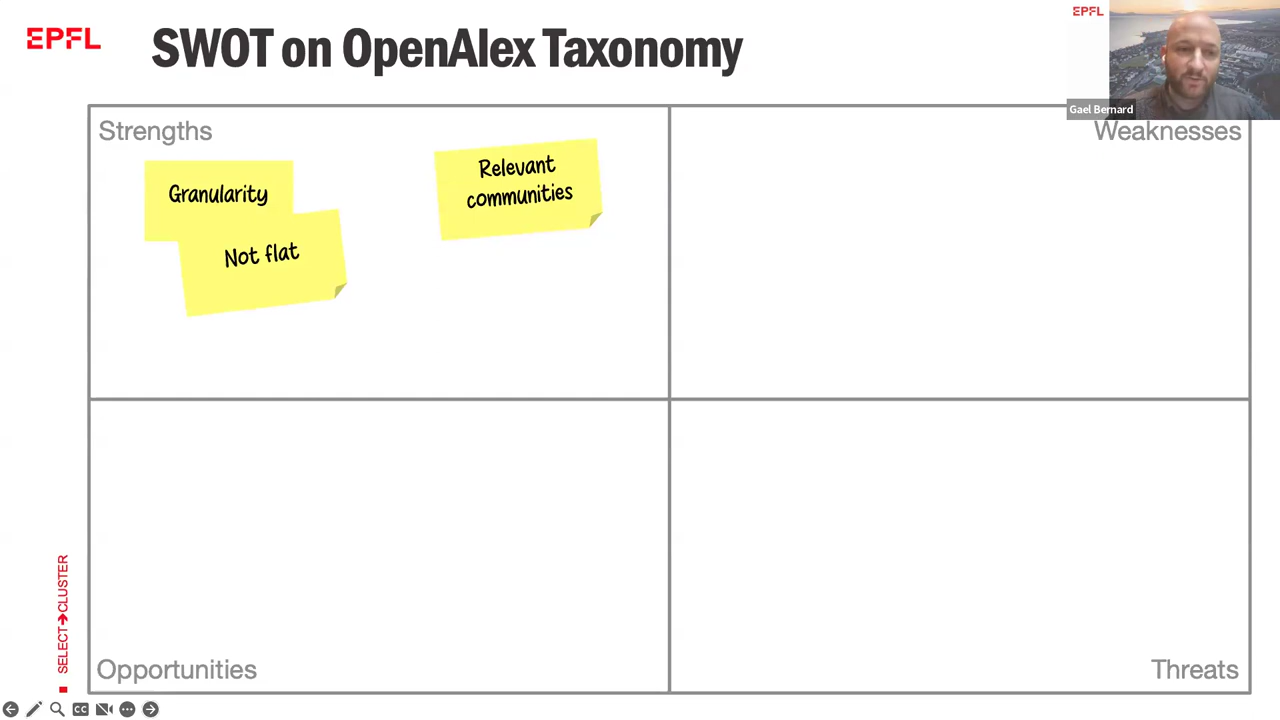 EPFL
SWOT on OpenAlex Taxonomy
EPFL
Gael Bernard
Strengths
Weaknesses
Granularity
Not flat
Relevant
communities
SELECT➔CLUSTER
Opportunities
Threats
CC